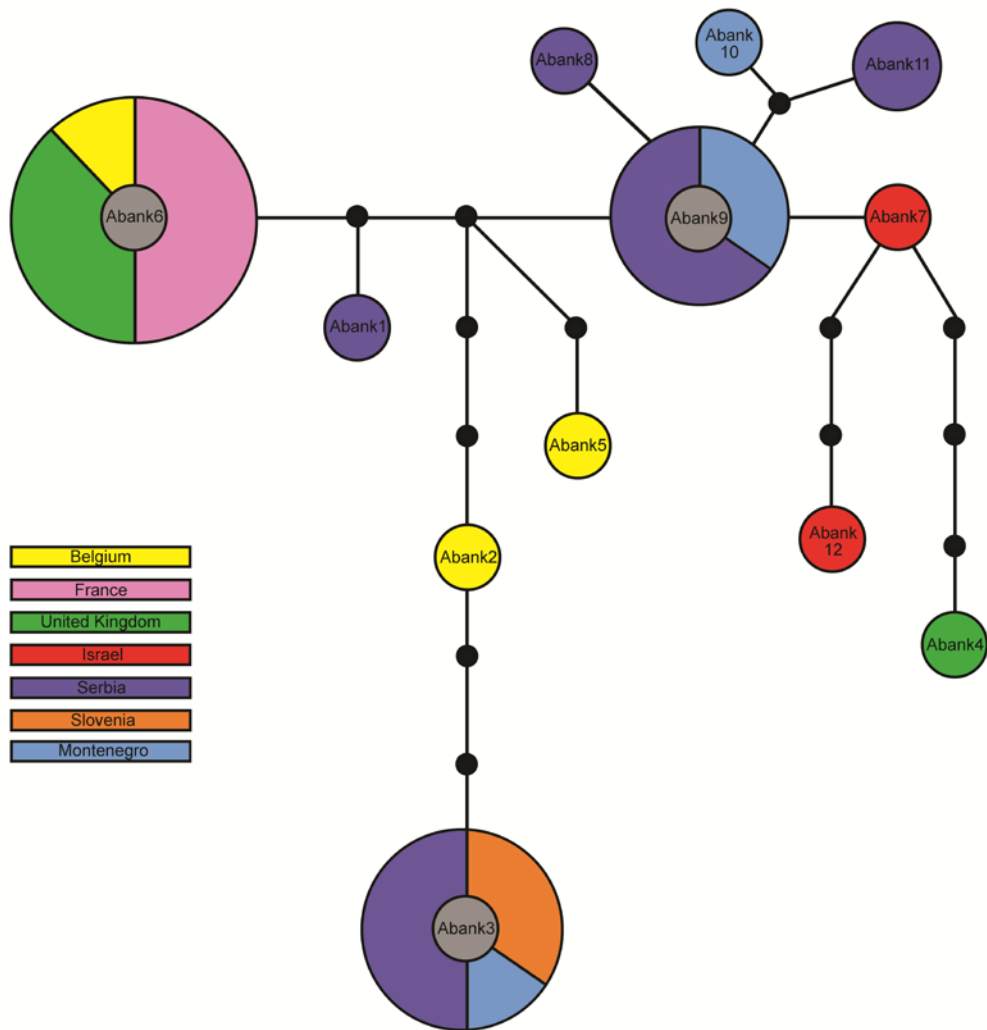 Abank
10
Abank8
Abank11
Abank6
Abank9
Abank7
Abank1
Abank5
Abank2
Abank
12
Abank4
Belgium
France
United Kingdom
Israel
Serbia
Slovenia
Montenegro
Abank3